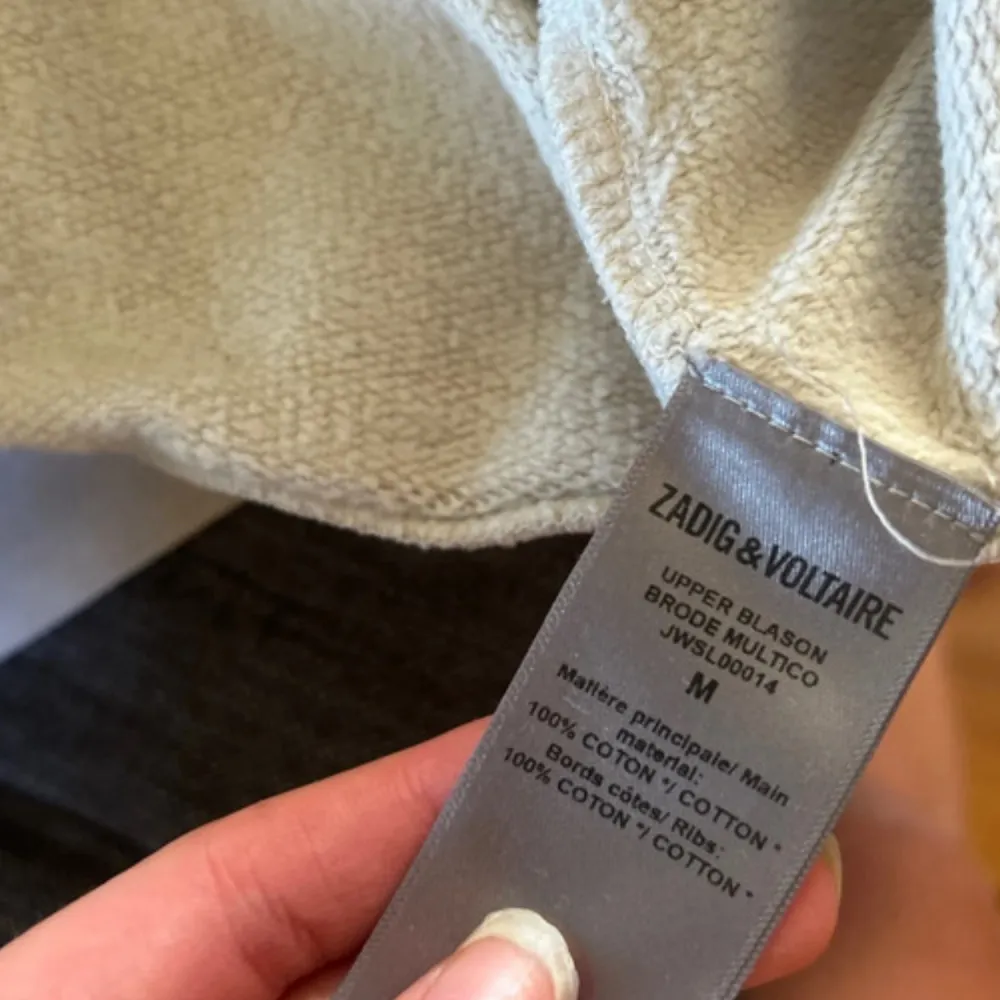 ZADIG & VOLTAIRE
UPPER BLASON
BRODE MULTICO
JWSL00014
M
Matière principale/ Main
material:
100% COTON */ COTTON *
Bords côtes/ Ribs:
100% COTON */ COTTON *